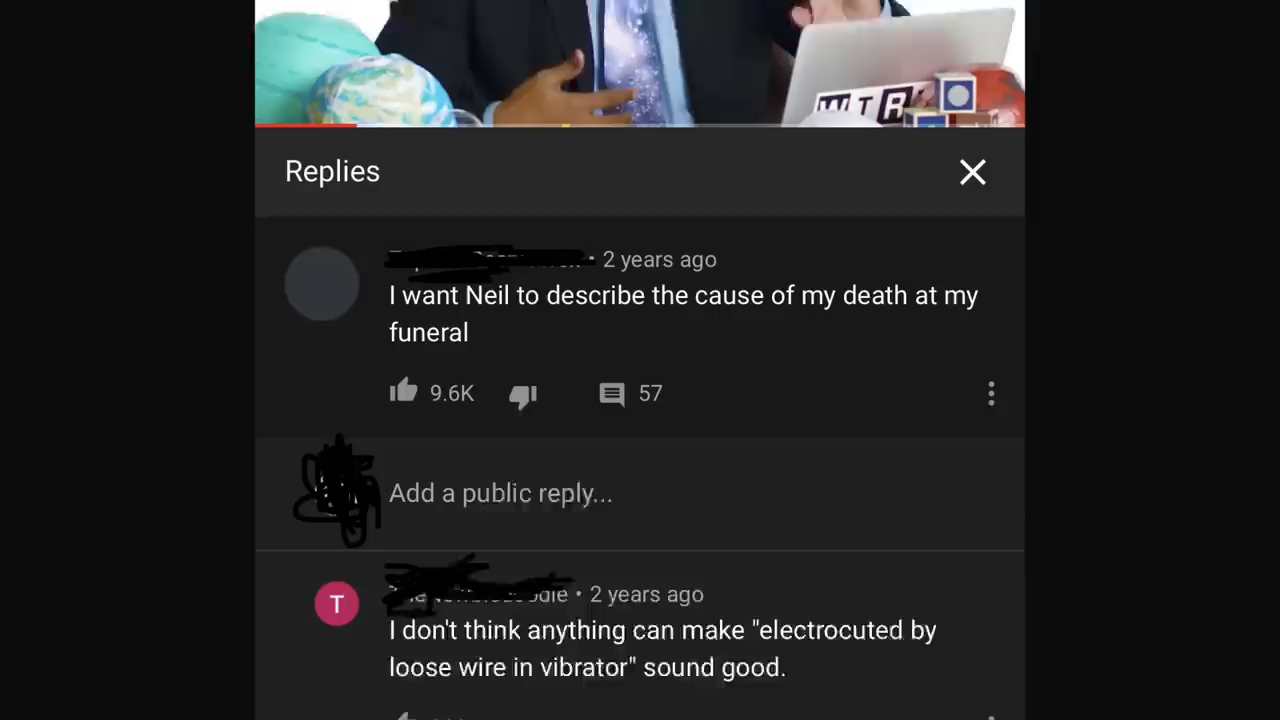 WIR
Replies
• 2 years ago
I want Neil to describe the cause of my death at my
funeral
9.6K
57
Add a public reply...
T
• 2 years ago
I don't think anything can make "electrocuted by
loose wire in vibrator" sound good.